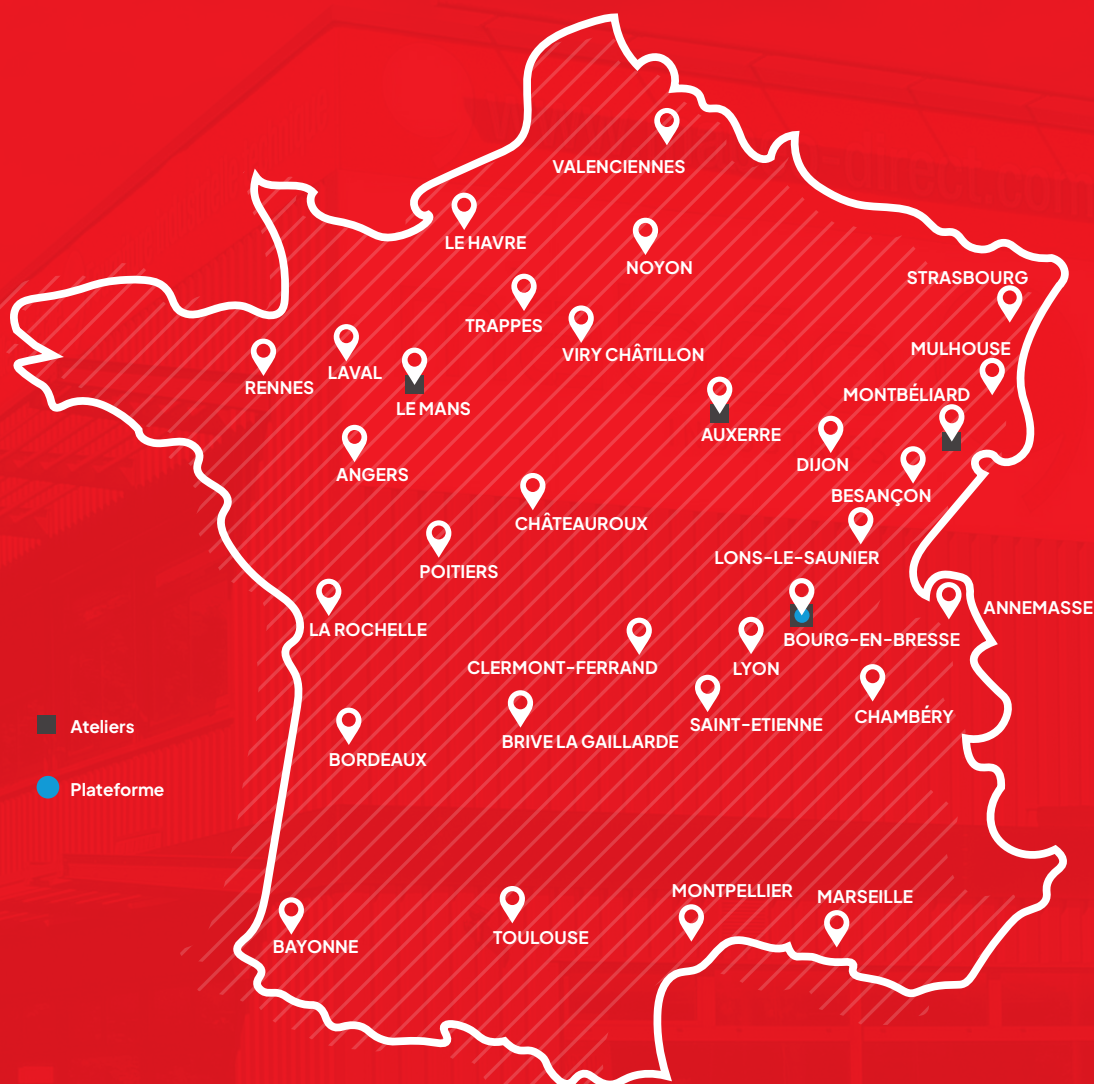 VALENCIENNES
LE HAVRE
NOYON
STRASBOURG
TRAPPES
VIRY CHÂTILLON
MULHOUSE
RENNES
LAVAL
LE MANS
MONTBÉLIARD
AUXERRE
DIJON
ANGERS
BESANÇON
CHÂTEAUROUX
LONS-LE-SAUNIER
POITIERS
ANNEMASSE
LA ROCHELLE
BOURG-EN-BRESSE
CLERMONT-FERRAND
LYON
CHAMBÉRY
SAINT-ETIENNE
BRIVE LA GAILLARDE
BORDEAUX
Ateliers
Plateforme
MONTPELLIER
MARSEILLE
TOULOUSE
BAYONNE